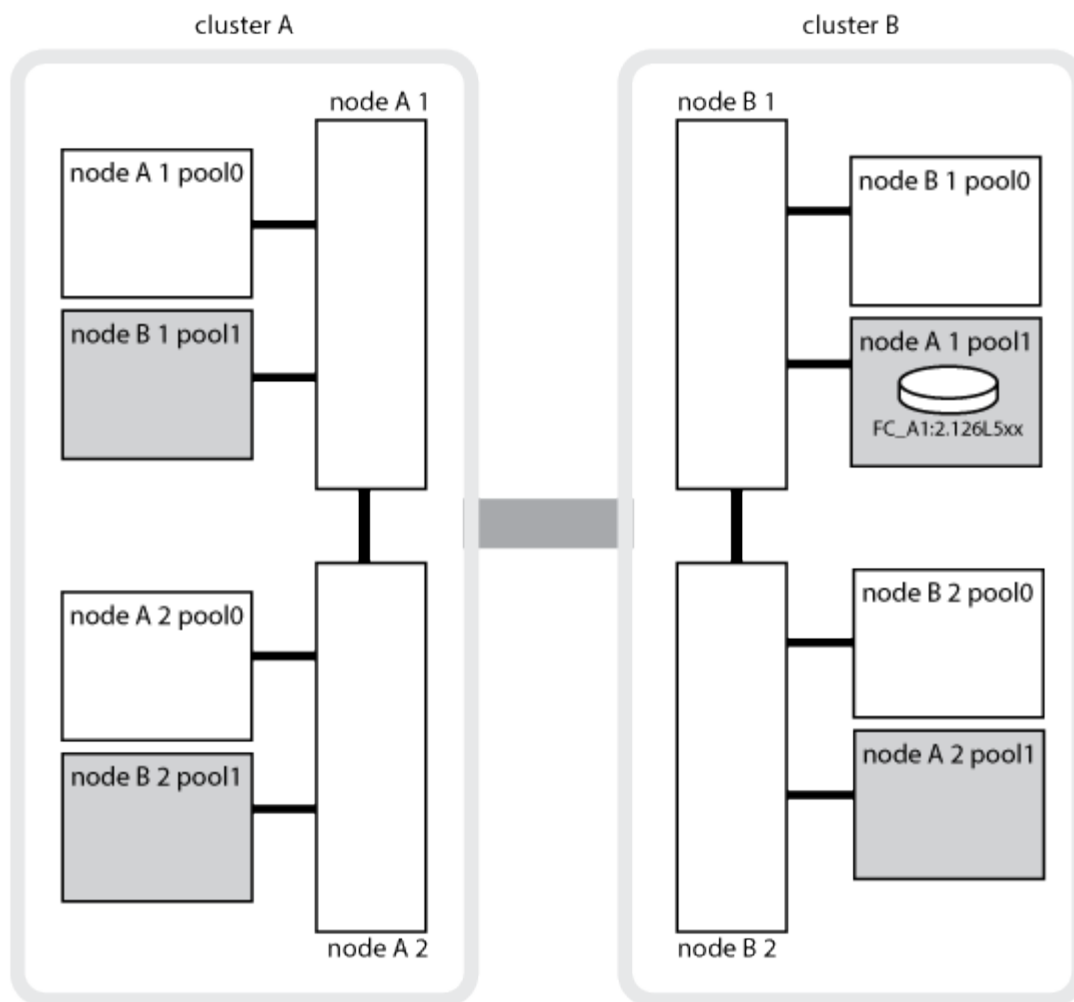 cluster A
node A 1
node A 1 pool0
node B 1 pool1
node A 2 pool0
node B 2 pool1
node A 2
cluster B
node B 1
node B 1 pool0
node A 1 pool1
FC_A1:2.126L5xx
node B 2 pool0
node A 2 pool1
node B 2